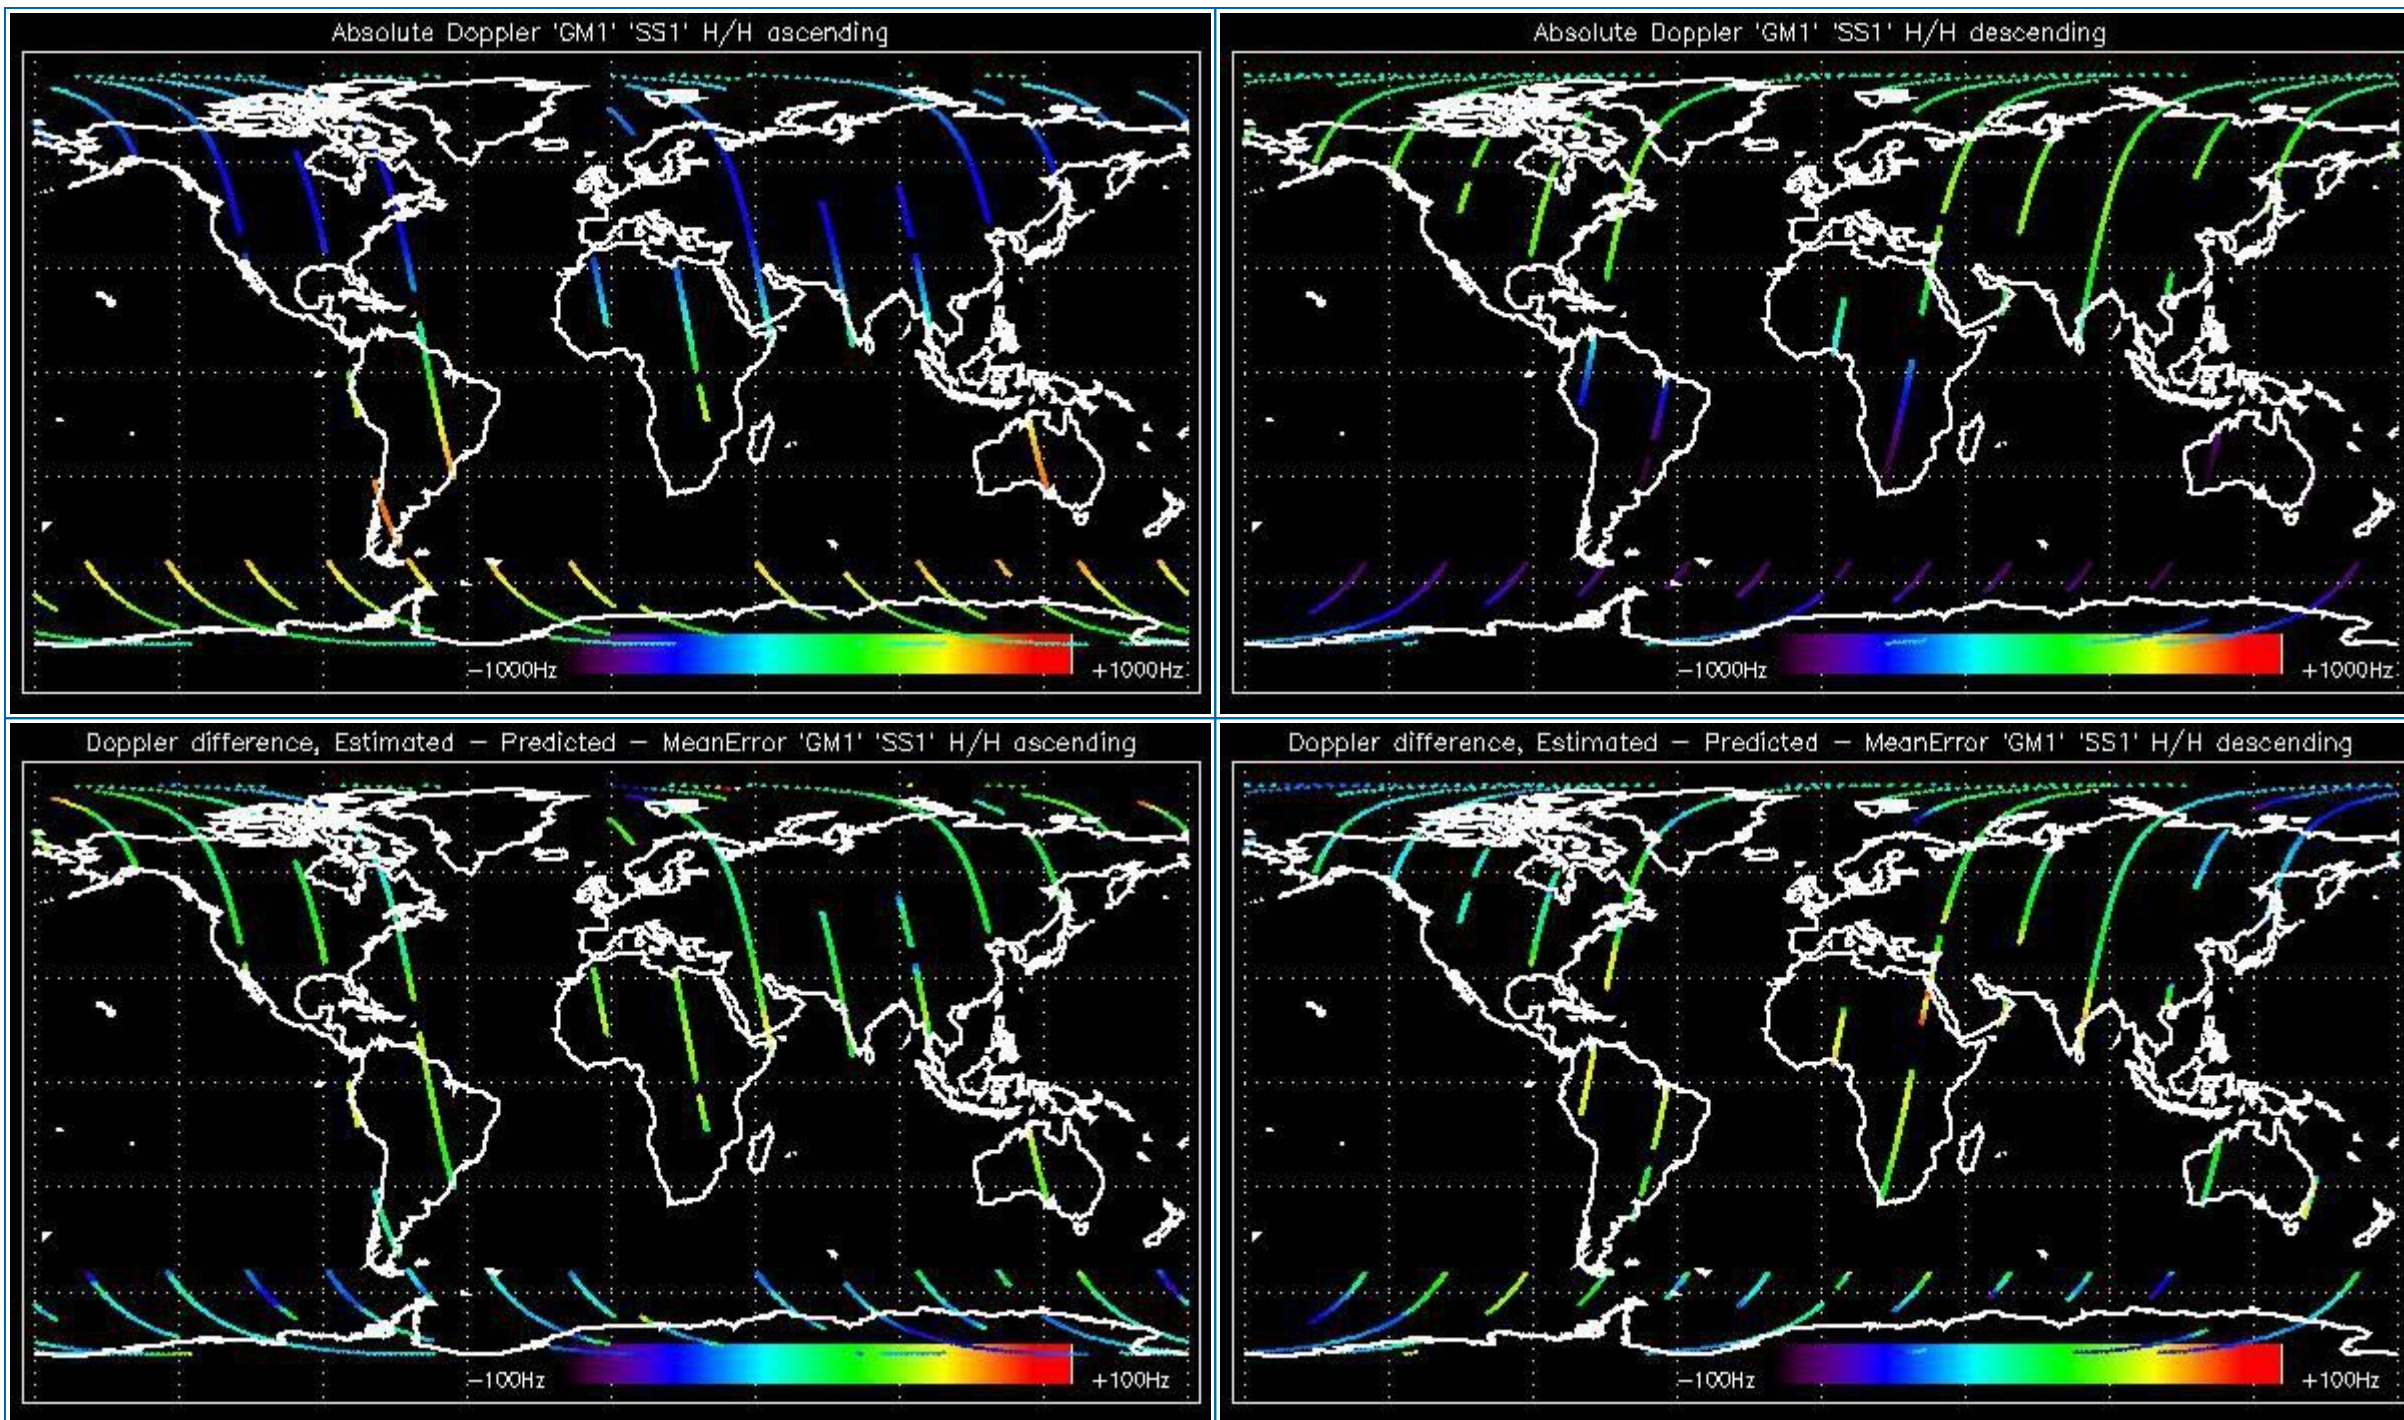 Absolute Doppler 'GM1' 'SS1' H/H ascending
-1000Hz
+1000Hz
Absolute Doppler 'GM1' 'SS1' H/H descending
-1000Hz
+1000Hz
Doppler difference, Estimated - Predicted - MeanError 'GM1' 'SS1' H/H ascending
-100Hz
+100Hz
Doppler difference, Estimated - Predicted - MeanError 'GM1' 'SS1' H/H descending
-100Hz
+100Hz